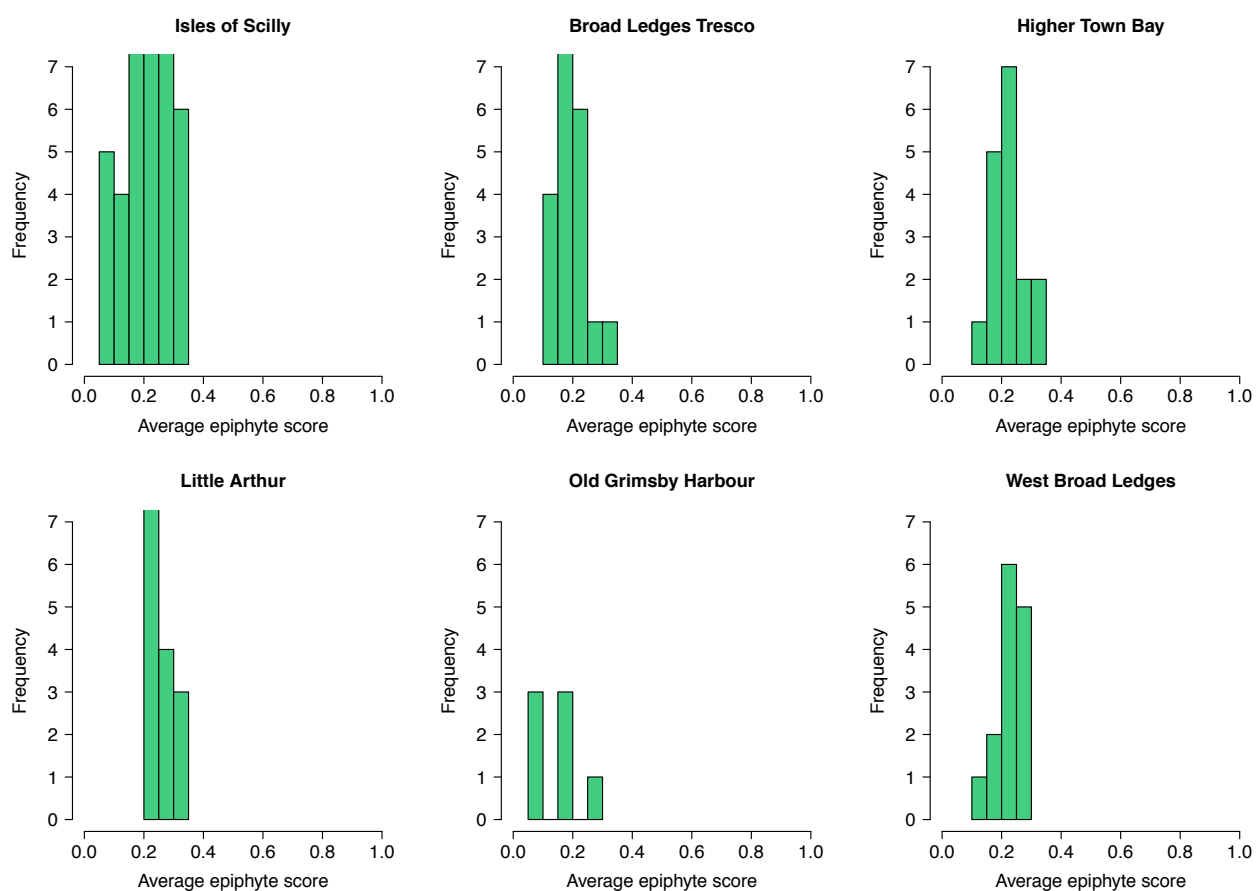 Isles of Scilly
7
6
5
4
3
2
1
0
Frequency
0.0 0.2 0.4 0.6 0.8 1.0
Average epiphyte score
Broad Ledges Tresco
7
6
5
4
3
2
1
0
Frequency
0.0 0.2 0.4 0.6 0.8 1.0
Average epiphyte score
Higher Town Bay
7
6
5
4
3
2
1
0
Frequency
0.0 0.2 0.4 0.6 0.8 1.0
Average epiphyte score
Little Arthur
7
6
5
4
3
2
1
0
Frequency
0.0 0.2 0.4 0.6 0.8 1.0
Average epiphyte score
Old Grimsby Harbour
7
6
5
4
3
2
1
0
Frequency
0.0 0.2 0.4 0.6 0.8 1.0
Average epiphyte score
West Broad Ledges
7
6
5
4
3
2
1
0
Frequency
0.0 0.2 0.4 0.6 0.8 1.0
Average epiphyte score